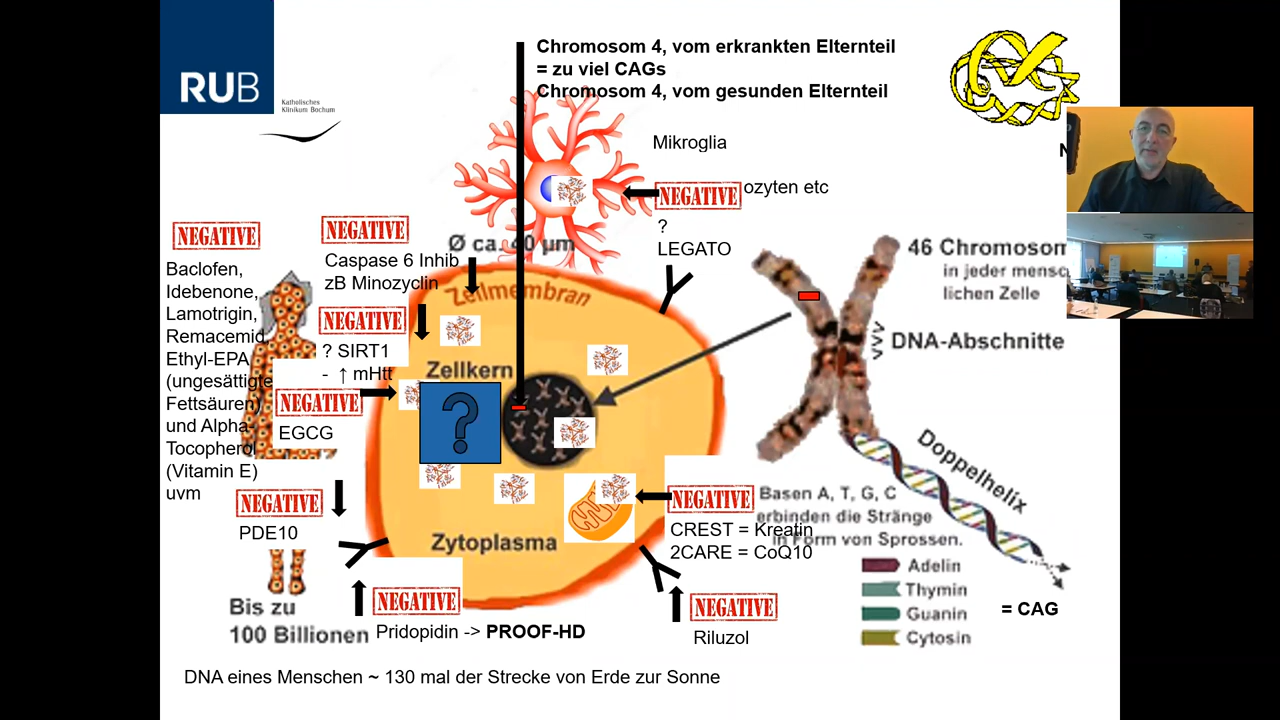 RUB
Katholisches
Klinikum Bochum
Chromosom 4, vom erkrankten Elternteil
= zu viel CAGs
Chromosom 4, vom gesunden Elternteil
Mikroglia
NEGATIVE
ozyten etc
?
LEGATO
NEGATIVE
Baclofen,
Idebenone,
Lamotrigin,
Remacemid
Ethyl-EPA
(ungesättigte
Fettsäuren)
und Alpha-
Tocopherol
(Vitamin E)
uvm
NEGATIVE
Caspase 6 Inhib
zB Minozyclin
NEGATIVE
? SIRT1
- ↑ mHtt
NEGATIVE
EGCG
NEGATIVE
PDE10
Bis zu
100 Billionen
NEGATIVE
Pridopidin -> PROOF-HD
Ø ca. 40 µm
Zellmembran
Zellkern
?
Zytoplasma
NEGATIVE
CREST = Kreatin
2CARE = CoQ10
NEGATIVE
Riluzol
46 Chromosom
in jeder mensc
lichen Zelle
DNA-Abschnitte
Doppelhelix
Basen A, T, G, C
erbinden die Stränge
in Form von Sprossen.
Adelin
Thymin
Guanin
Cytosin
= CAG
DNA eines Menschen ~ 130 mal der Strecke von Erde zur Sonne